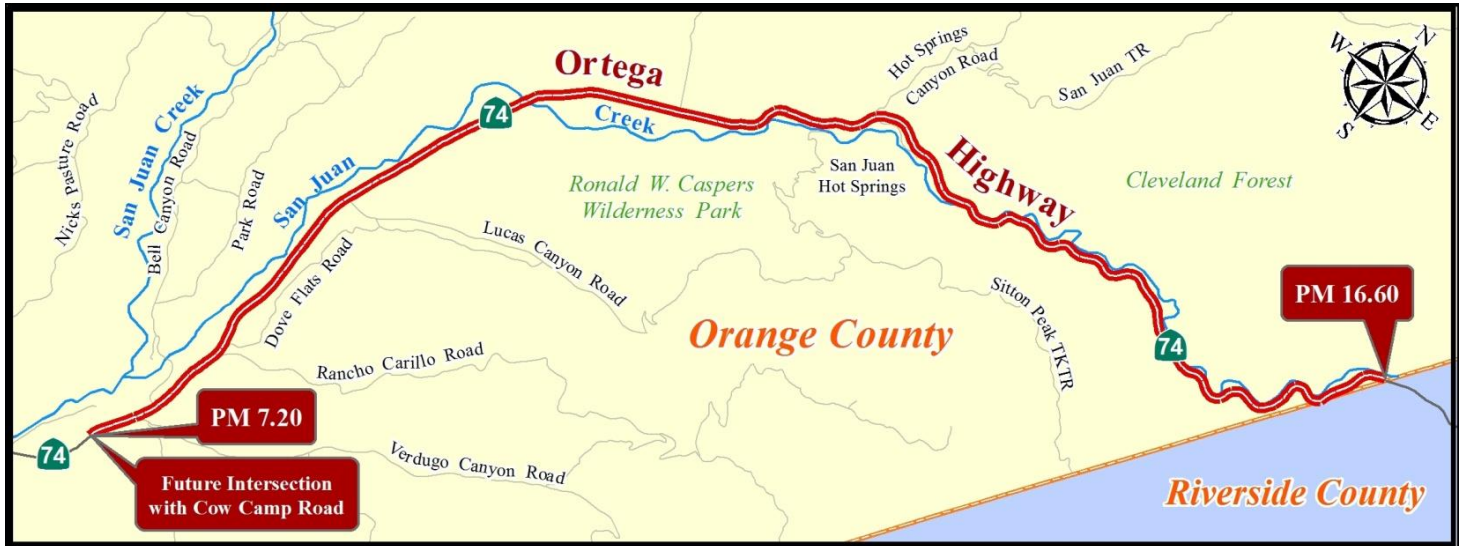 Ortega
Highway
74
San Juan Creek
San Juan
Creek
Nicks Pasture Road
Bell Canyon Road
Park Road
Dove Flats Road
Lucas Canyon Road
Rancho Carillo Road
Verdugo Canyon Road
Hot Springs
Canyon Road
San Juan TR
San Juan
Hot Springs
Ronald W. Caspers
Wilderness Park
Cleveland Forest
Sitton Peak TKTR
Orange County
Riverside County
PM 16.60
74
PM 7.20
74
Future Intersection
with Cow Camp Road
N
W
E
S